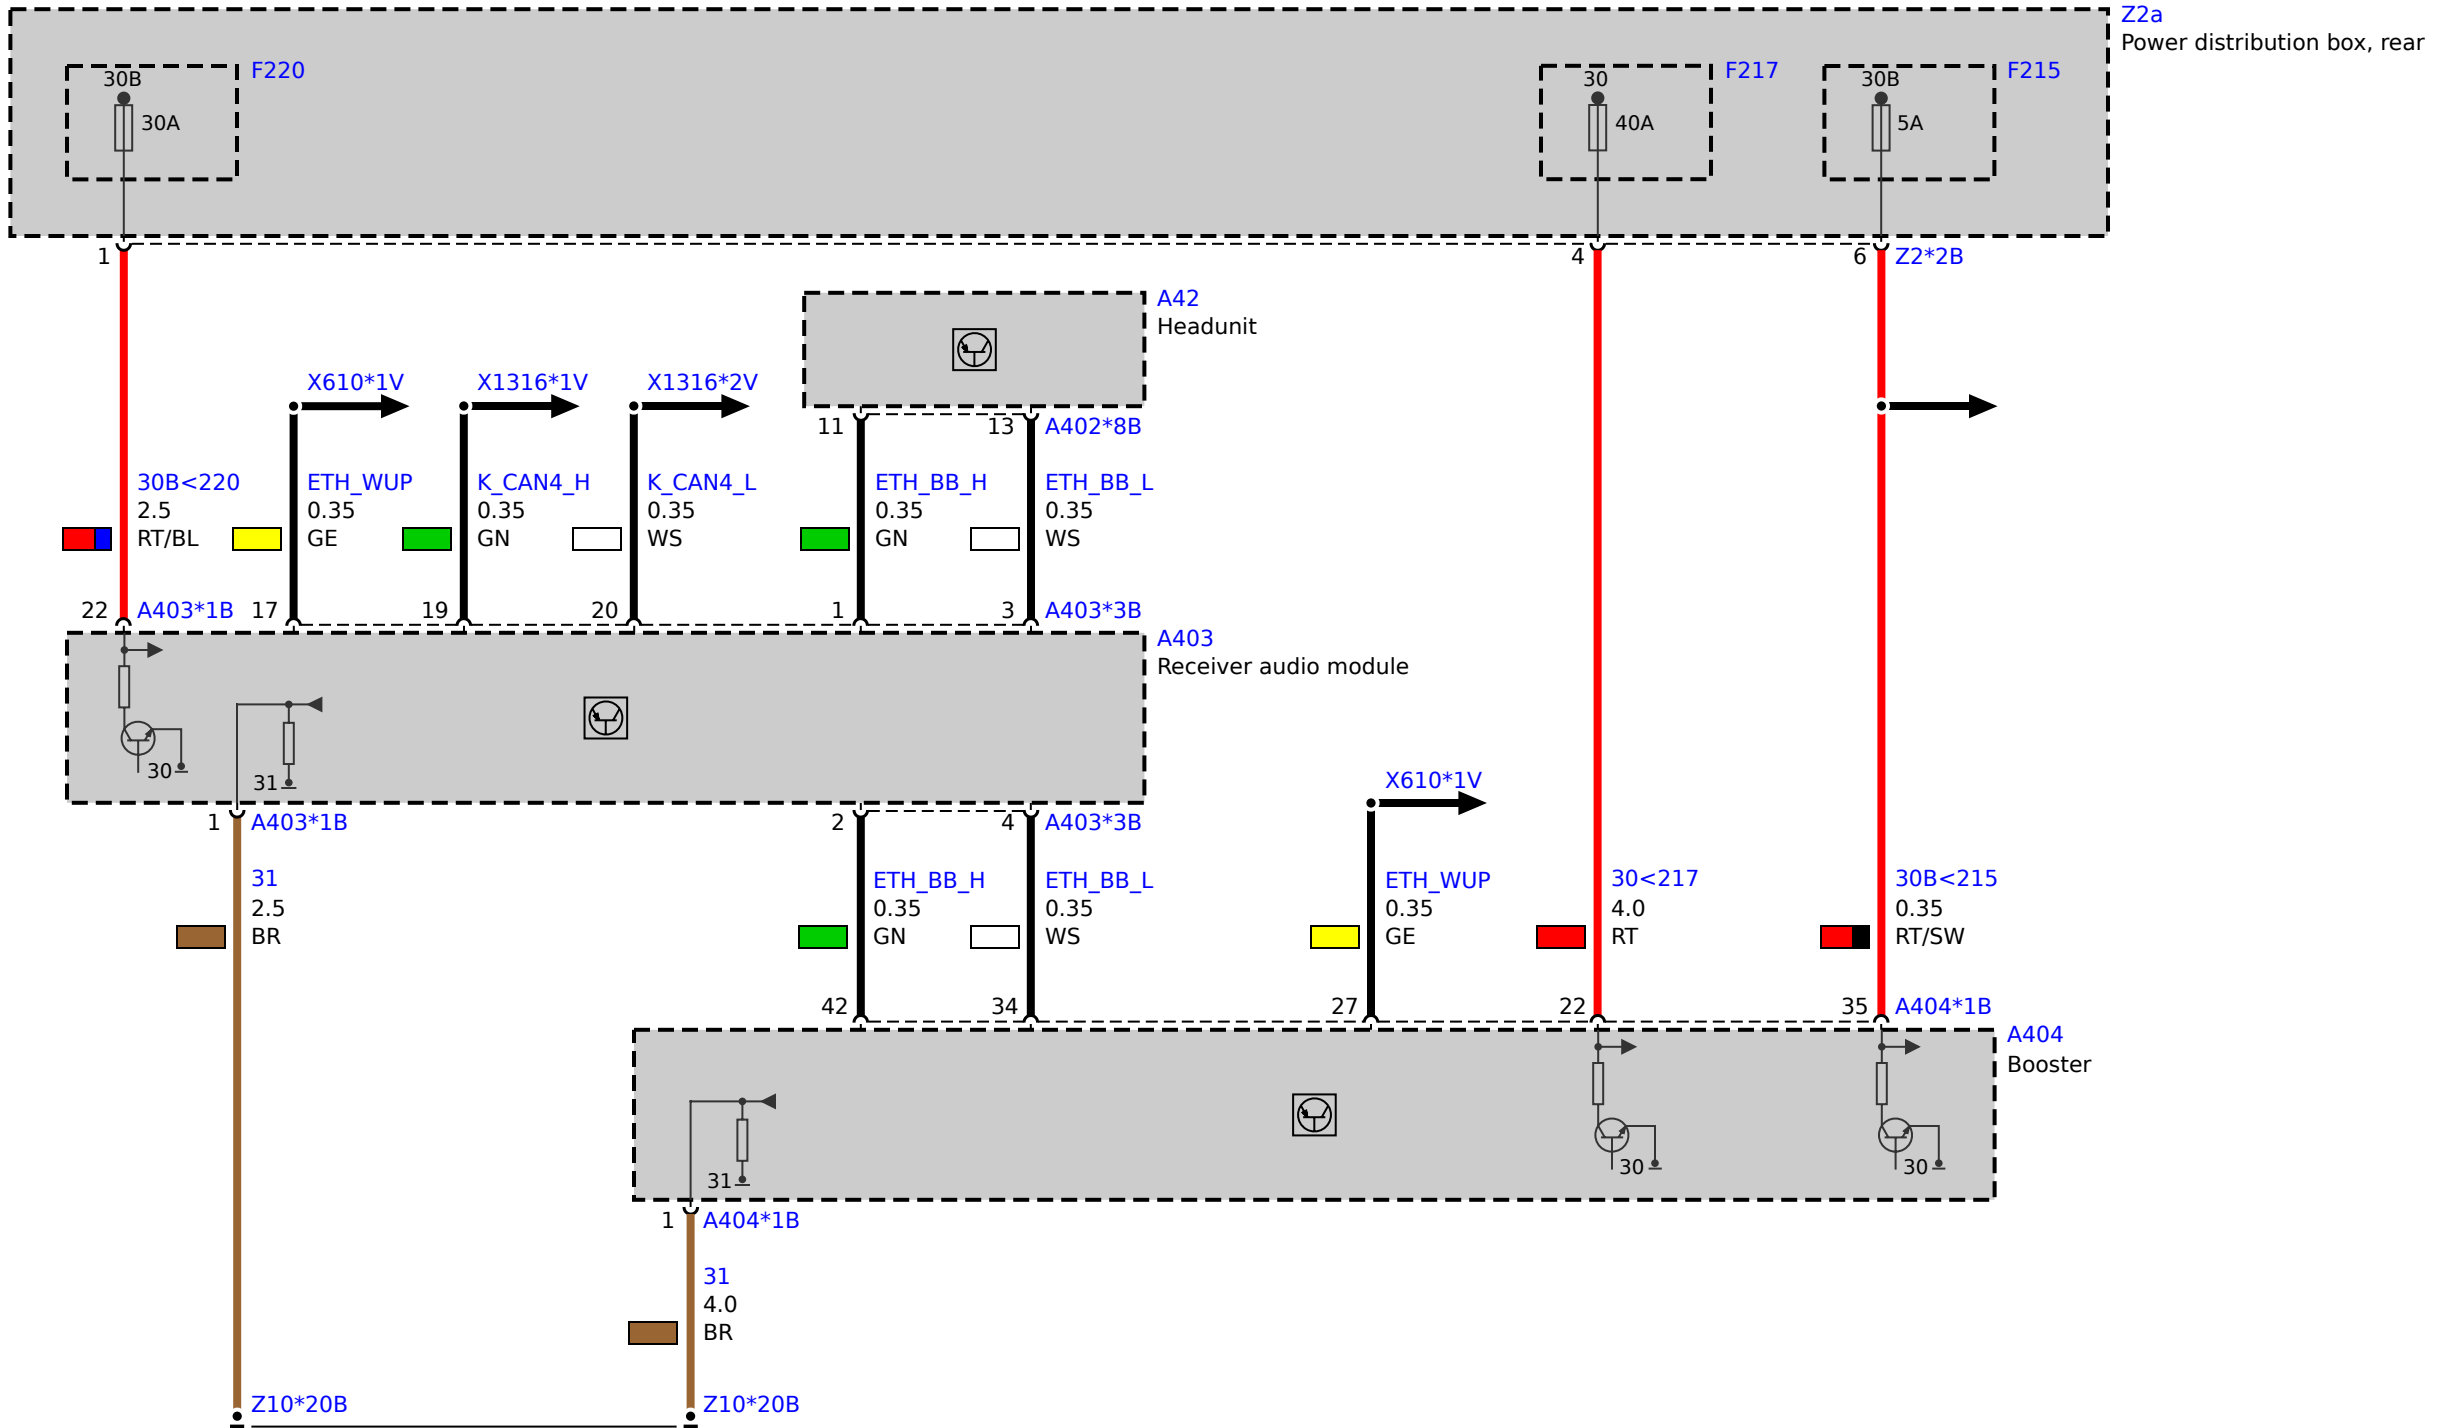 Z2a
Power distribution box, rear
F220
30B
30A
F217
30
40A
F215
30B
5A
1
4
6
Z2*2B
A42
Headunit
X610*1V
X1316*1V
X1316*2V
11
13
A402*8B
30B<220
2.5
RT/BL
ETH_WUP
0.35
GE
K_CAN4_H
0.35
GN
K_CAN4_L
0.35
WS
ETH_BB_H
0.35
GN
ETH_BB_L
0.35
WS
22
A403*1B
17
19
20
1
3
A403*3B
A403
Receiver audio module
30
31
1
A403*1B
2
4
A403*3B
X610*1V
31
2.5
BR
ETH_BB_H
0.35
GN
ETH_BB_L
0.35
WS
ETH_WUP
0.35
GE
30<217
4.0
RT
30B<215
0.35
RT/SW
42
34
27
22
35
A404*1B
A404
Booster
31
30
30
1
A404*1B
31
4.0
BR
Z10*20B
Z10*20B